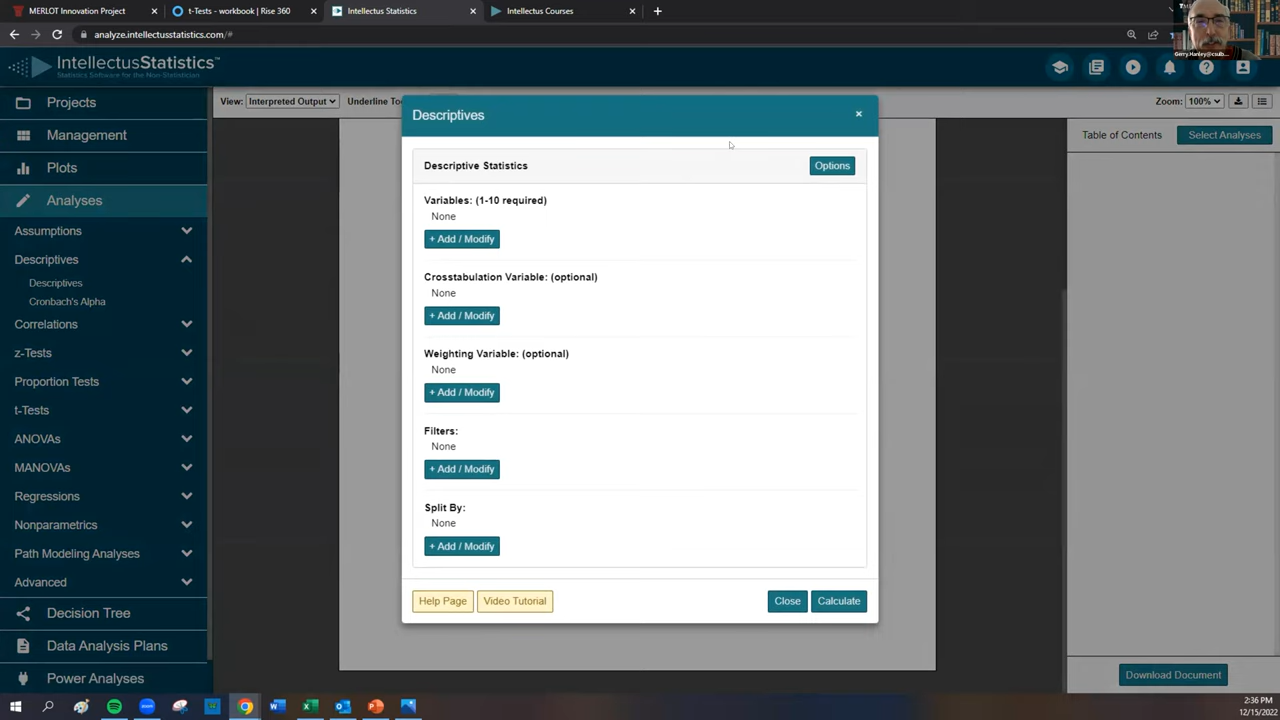 MERLOT Innovation Project
t-Tests - workbook | Rise 360
Intellectus Statistics
Intellectus Courses
analyze.intellectusstatistics.com/#
Gerry.Hanley@csulb...
IntellectusStatistics™
Statistics Software for the Non-Statistician
Projects
Management
Plots
Analyses
Assumptions
Descriptives
Descriptives
Cronbach's Alpha
Correlations
z-Tests
Proportion Tests
t-Tests
ANOVAs
MANOVAs
Regressions
Nonparametrics
Path Modeling Analyses
Advanced
Decision Tree
Data Analysis Plans
Power Analyses
View: Interpreted Output
Underline To
Zoom: 100%
Descriptives
×
Descriptive Statistics
Options
Variables: (1-10 required)
None
+ Add / Modify
Crosstabulation Variable: (optional)
None
+ Add / Modify
Weighting Variable: (optional)
None
+ Add / Modify
Filters:
None
+ Add / Modify
Split By:
None
+ Add / Modify
Help Page
Video Tutorial
Close
Calculate
Table of Contents
Select Analyses
Download Document
2:36 PM
12/15/2022